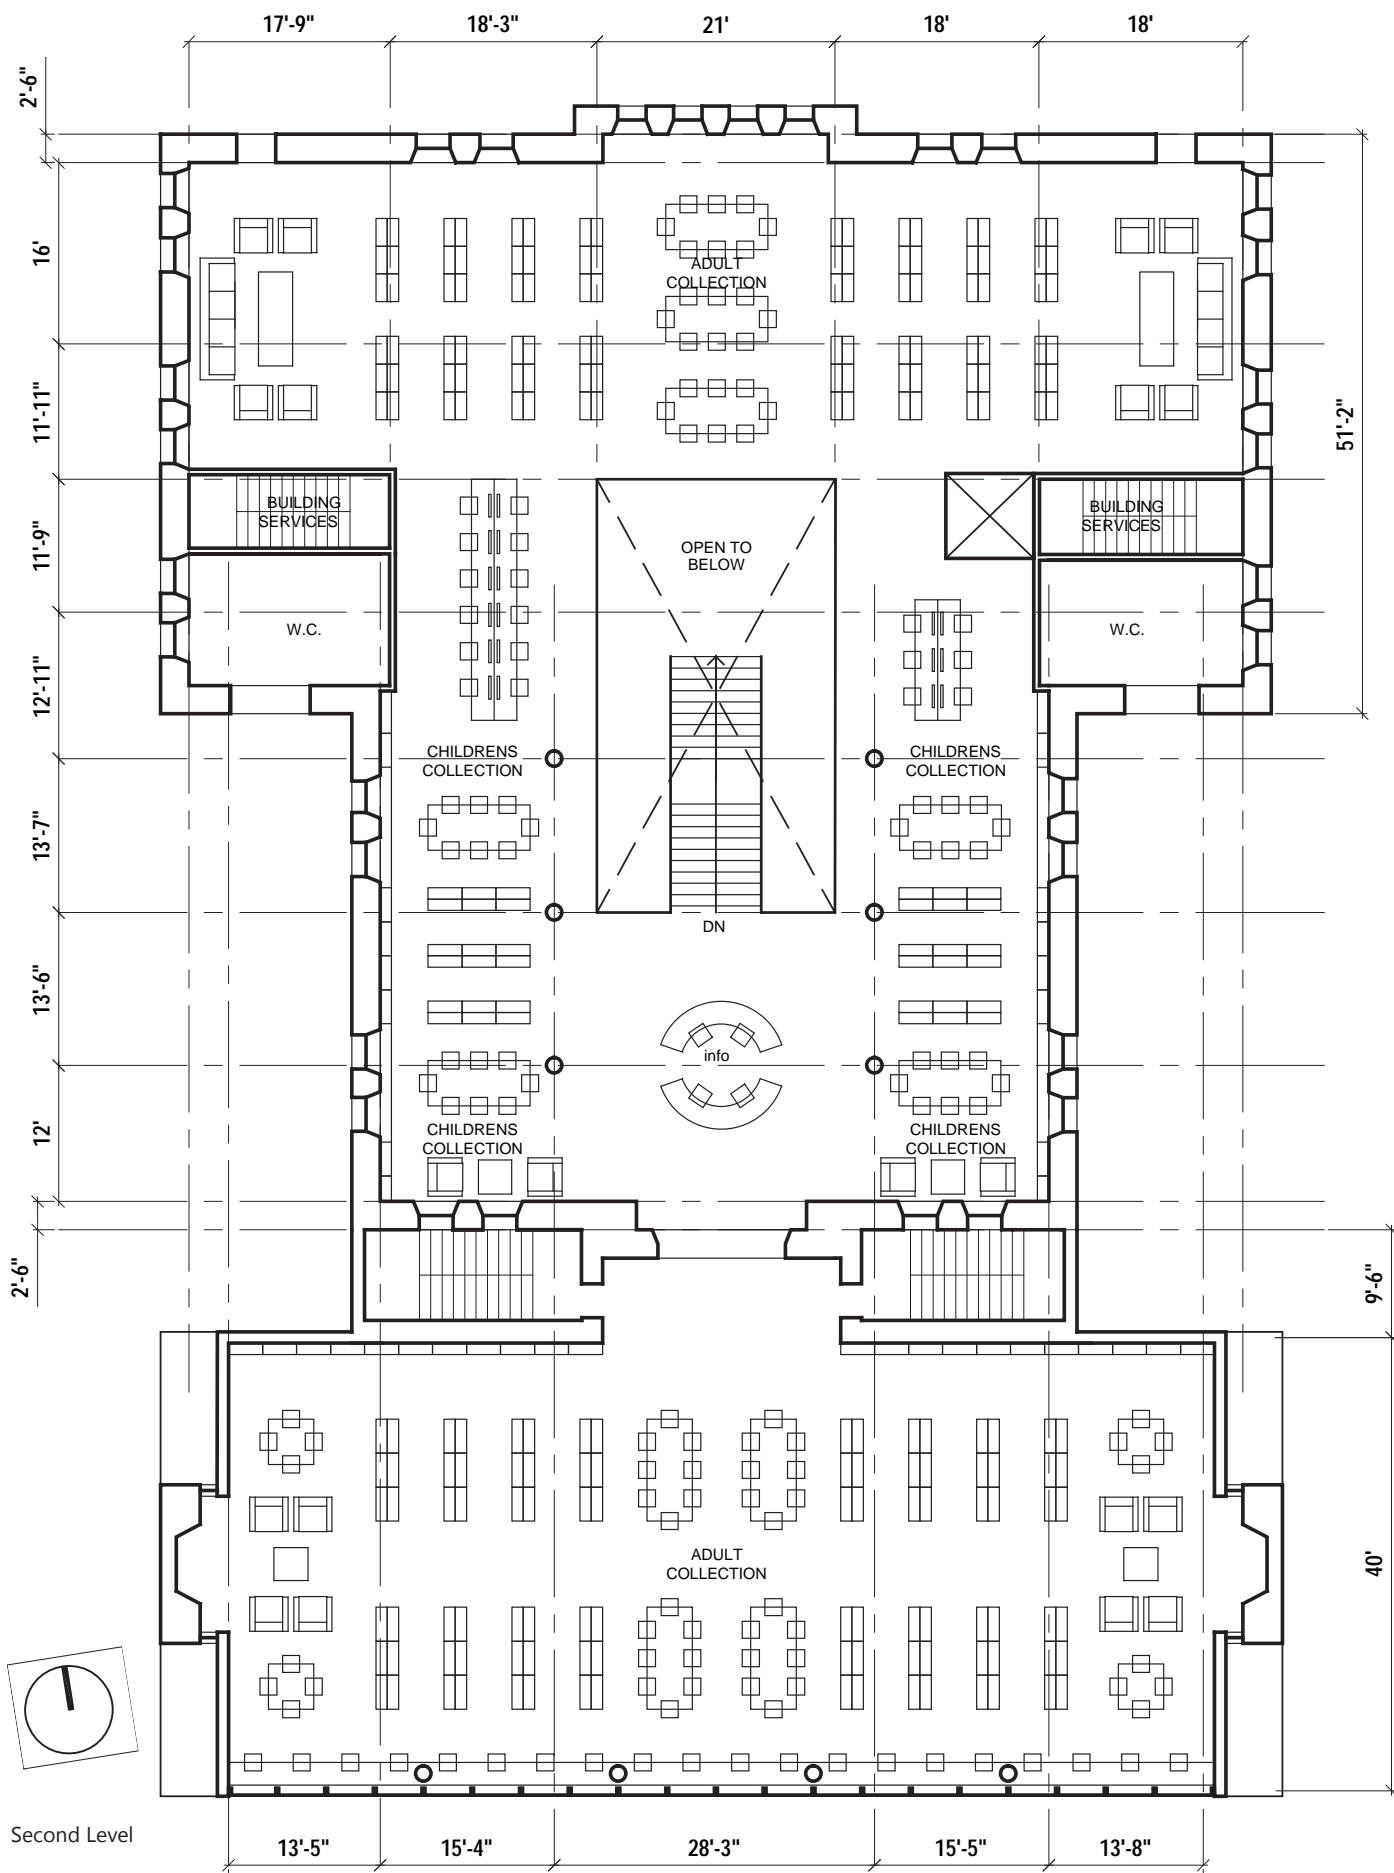 17'-9"
18'-3"
21'
18'
18'
2'-6"
16'
11'-11"
11'-9"
12'-11"
13'-7"
13'-6"
12'
2'-6"
51'-2"
9'-6"
40'
ADULT
COLLECTION
BUILDING
SERVICES
OPEN TO
BELOW
BUILDING
SERVICES
W.C.
W.C.
CHILDRENS
COLLECTION
CHILDRENS
COLLECTION
DN
info
CHILDRENS
COLLECTION
CHILDRENS
COLLECTION
ADULT
COLLECTION
Second Level
13'-5"
15'-4"
28'-3"
15'-5"
13'-8"